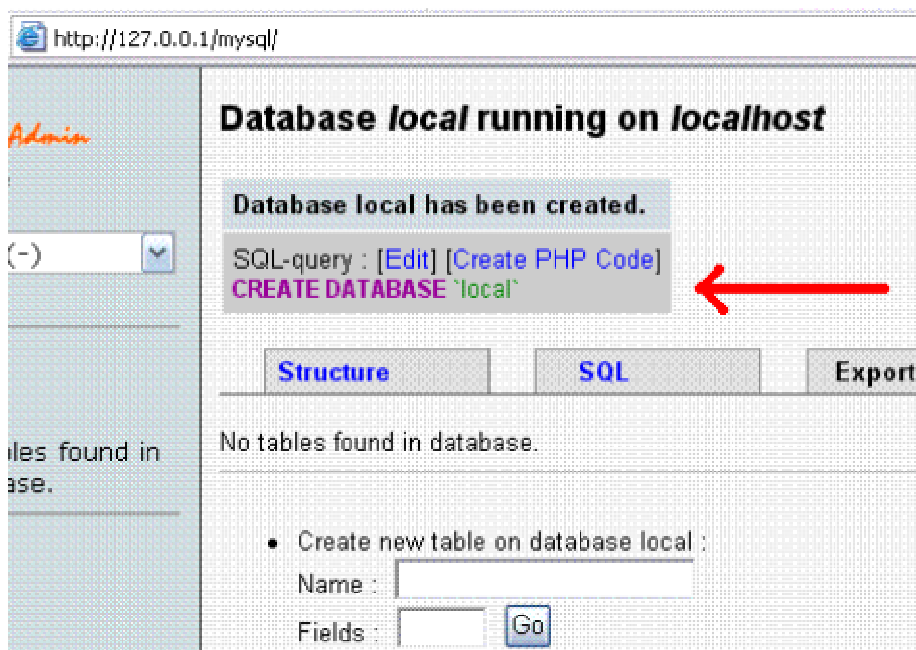 http://127.0.0.1/mysql/
Admin
(-)
les found in
ase.
Database local running on localhost
Database local has been created.
SQL-query : [Edit] [Create PHP Code]
CREATE DATABASE `local`
Structure SQL Export
No tables found in database.
• Create new table on database local :
Name :
Fields : Go